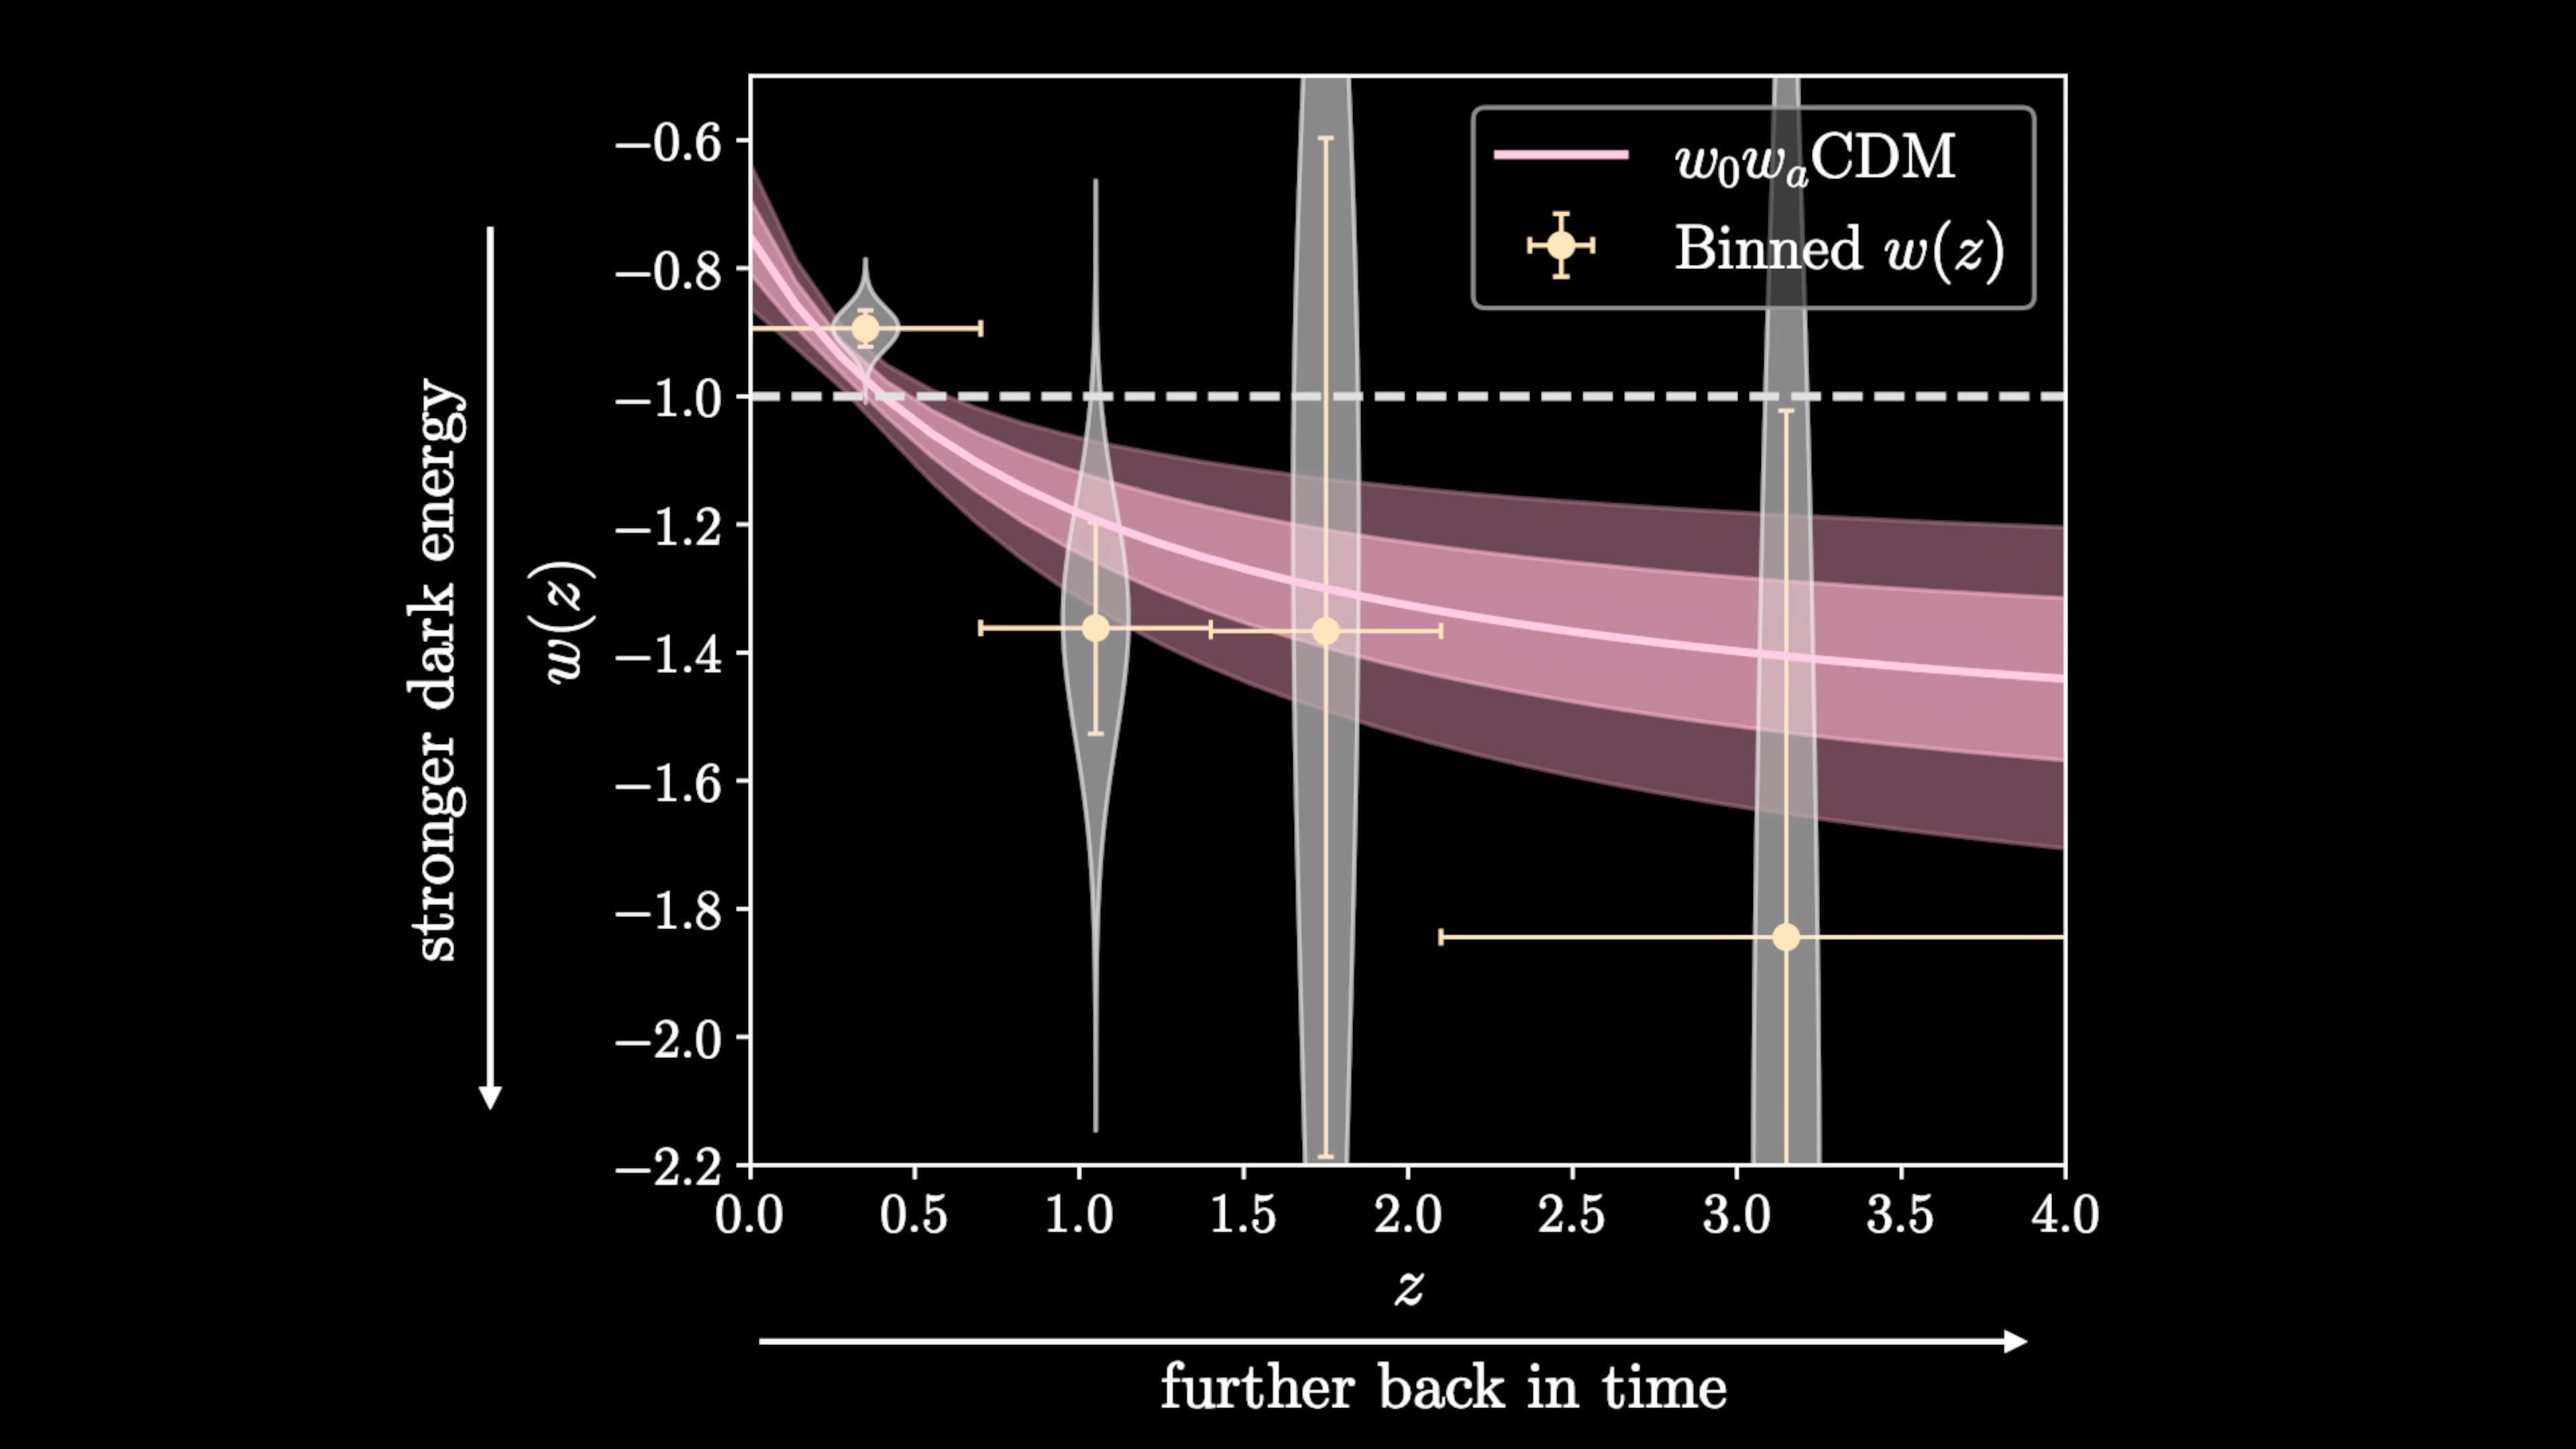 w₀wₐCDM
Binned w(z)
stronger dark energy
w(z)
−0.6
−0.8
−1.0
−1.2
−1.4
−1.6
−1.8
−2.0
−2.2
0.0 0.5 1.0 1.5 2.0 2.5 3.0 3.5 4.0
z
further back in time